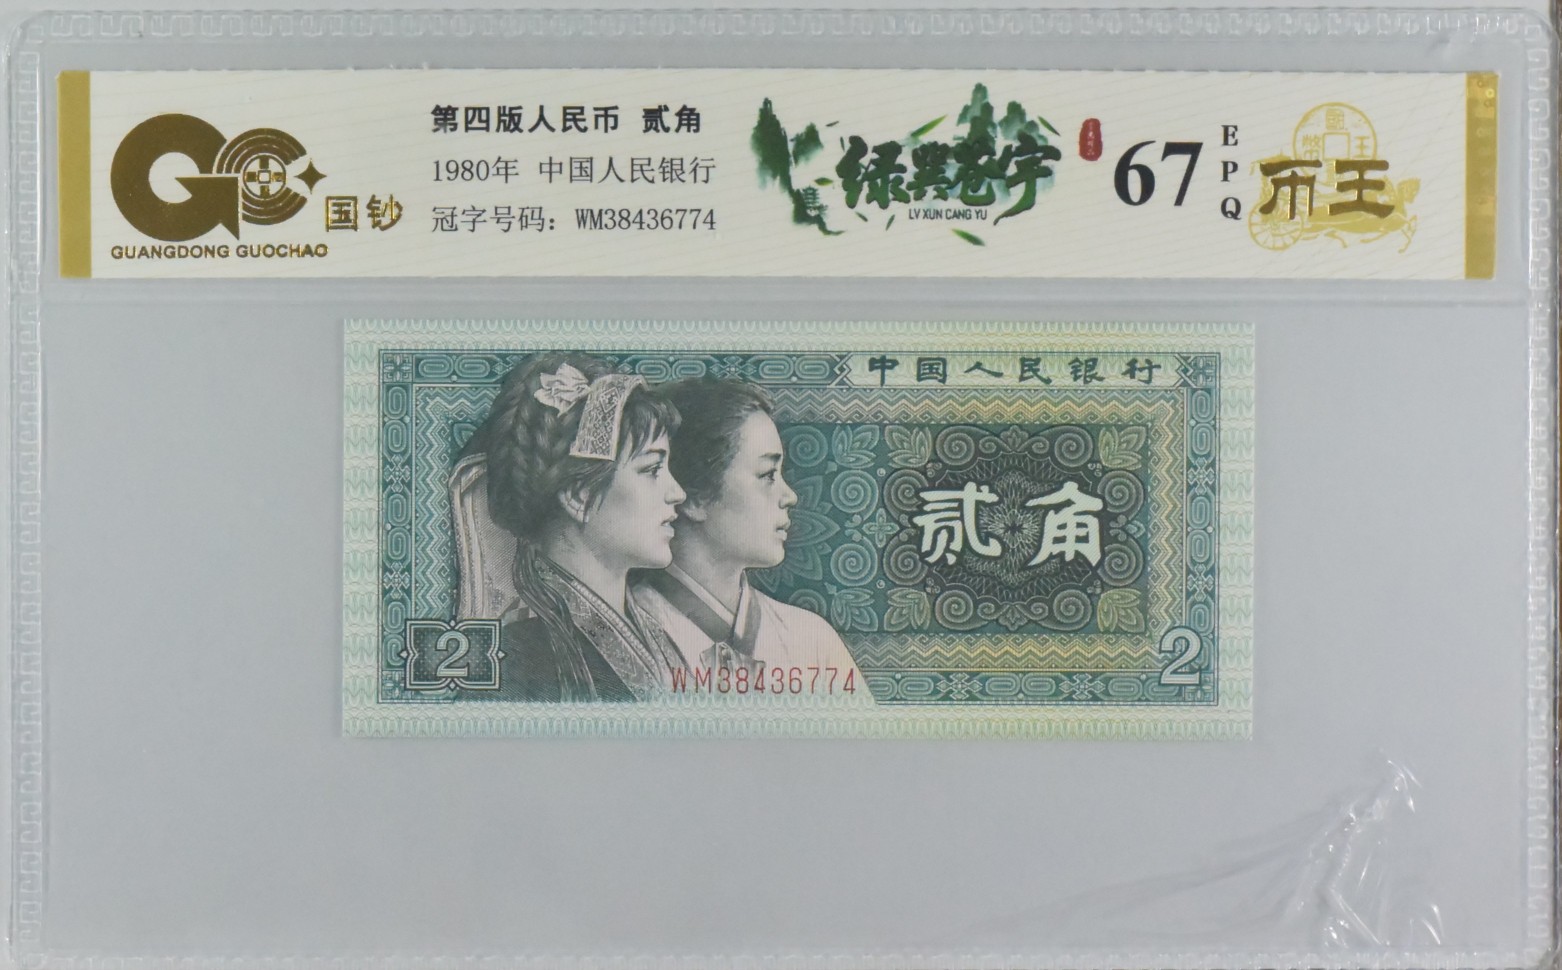 GUANGDONG GUOCHAO
国钞
第四版人民币 贰角
1980年 中国人民银行
冠字号码：WM38436774
绿巽苍宇
LV XUN CANG YU
67
EPQ
币王
中国人民银行
贰角
2
WM38436774
2